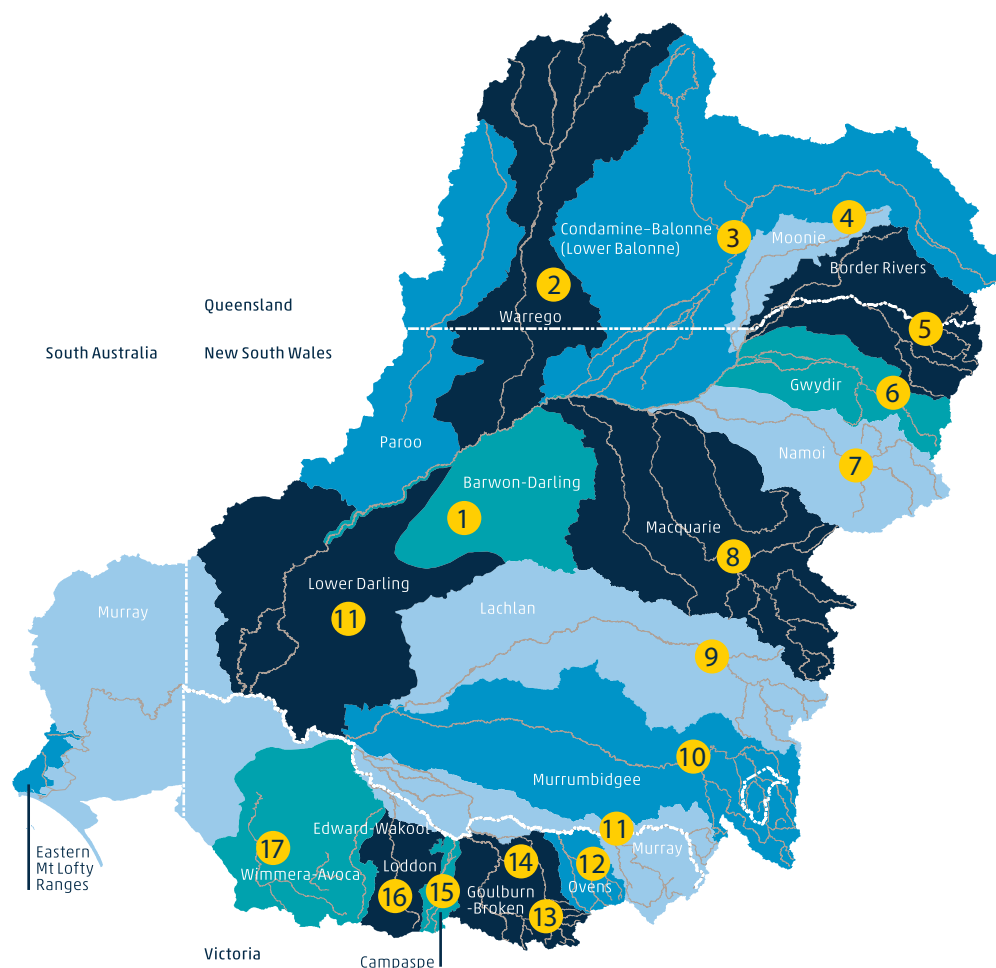 Condamine–Balonne
(Lower Balonne)
3
4
Moonie
Border Rivers
2
Warrego
5
Queensland
South Australia
New South Wales
Gwydir
6
Paroo
Namoi
7
Barwon-Darling
1
Macquarie
8
Lower Darling
11
Murray
Lachlan
9
10
Murrumbidgee
Edward-Wakool
11
Murray
17
Wimmera-Avoca
Loddon
16
15
14
Goulburn
-Broken
13
12
Ovens
Eastern
Mt Lofty
Ranges
Victoria
Campaspe